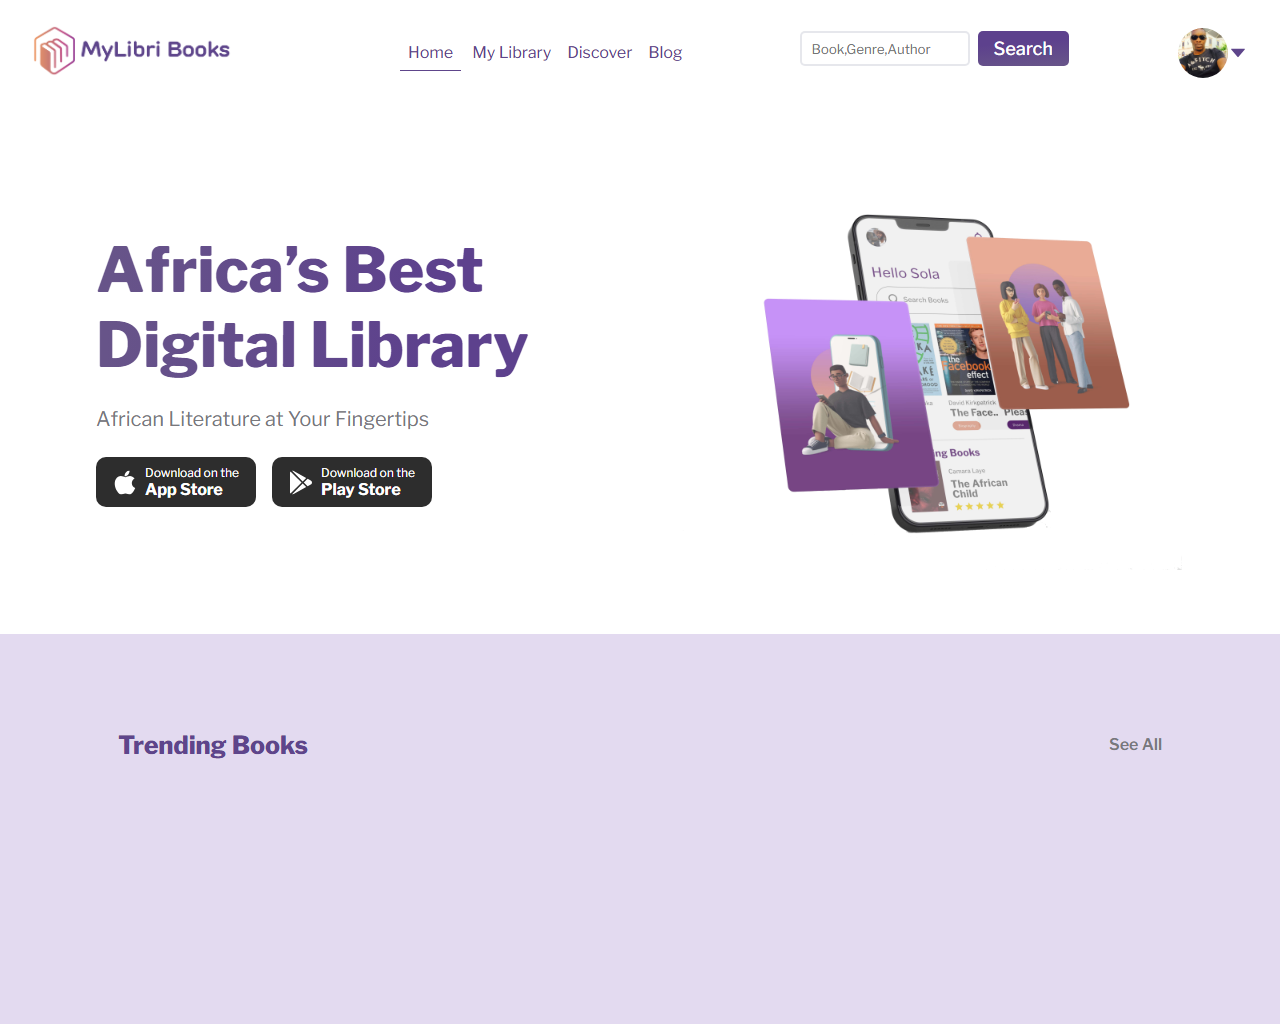 MyLibri Books
Home
My Library
Discover
Blog
Book,Genre,Author
Search
Africa’s Best
Digital Library
African Literature at Your Fingertips
Download on the
App Store
Download on the
Play Store
Hello Sola
Search Books
the
facebook
effect
David Kirkpatrick
The Face..
Books
Camara Laye
The African
Child
Trending Books
See All